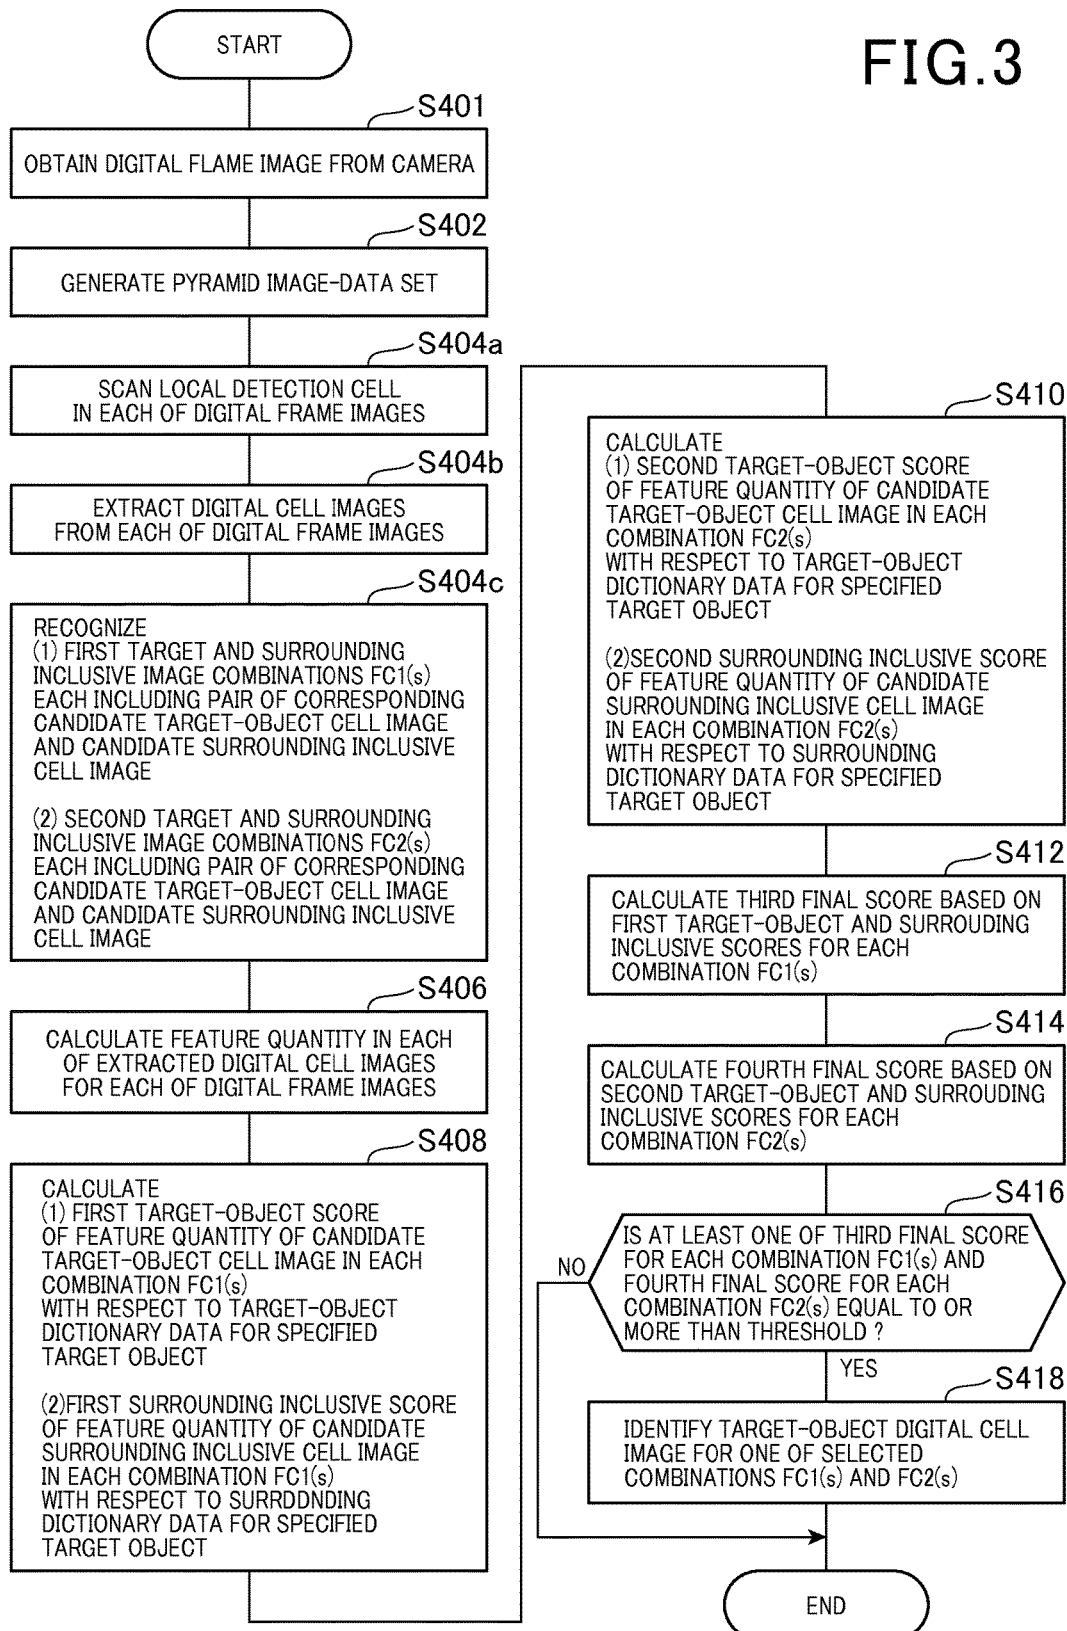 FIG.3
START
S401
OBTAIN DIGITAL FLAME IMAGE FROM CAMERA
S402
GENERATE PYRAMID IMAGE-DATA SET
S404a
SCAN LOCAL DETECTION CELL
IN EACH OF DIGITAL FRAME IMAGES
S404b
EXTRACT DIGITAL CELL IMAGES
FROM EACH OF DIGITAL FRAME IMAGES
S404c
RECOGNIZE
(1) FIRST TARGET AND SURROUNDING
INCLUSIVE IMAGE COMBINATIONS FC1(s)
EACH INCLUDING PAIR OF CORRESPONDING
CANDIDATE TARGET-OBJECT CELL IMAGE
AND CANDIDATE SURROUNDING INCLUSIVE
CELL IMAGE
(2) SECOND TARGET AND SURROUNDING
INCLUSIVE IMAGE COMBINATIONS FC2(s)
EACH INCLUDING PAIR OF CORRESPONDING
CANDIDATE TARGET-OBJECT CELL IMAGE
AND CANDIDATE SURROUNDING INCLUSIVE
CELL IMAGE
S406
CALCULATE FEATURE QUANTITY IN EACH
OF EXTRACTED DIGITAL CELL IMAGES
FOR EACH OF DIGITAL FRAME IMAGES
S408
CALCULATE
(1) FIRST TARGET-OBJECT SCORE
OF FEATURE QUANTITY OF CANDIDATE
TARGET-OBJECT CELL IMAGE IN EACH
COMBINATION FC1(s)
WITH RESPECT TO TARGET-OBJECT
DICTIONARY DATA FOR SPECIFIED
TARGET OBJECT
(2)FIRST SURROUNDING INCLUSIVE SCORE
OF FEATURE QUANTITY OF CANDIDATE
SURROUNDING INCLUSIVE CELL IMAGE
IN EACH COMBINATION FC1(s)
WITH RESPECT TO SURRDDNDING
DICTIONARY DATA FOR SPECIFIED
TARGET OBJECT
S410
CALCULATE
(1) SECOND TARGET-OBJECT SCORE
OF FEATURE QUANTITY OF CANDIDATE
TARGET-OBJECT CELL IMAGE IN EACH
COMBINATION FC2(s)
WITH RESPECT TO TARGET-OBJECT
DICTIONARY DATA FOR SPECIFIED
TARGET OBJECT
(2)SECOND SURROUNDING INCLUSIVE SCORE
OF FEATURE QUANTITY OF CANDIDATE
SURROUNDING INCLUSIVE CELL IMAGE
IN EACH COMBINATION FC2(s)
WITH RESPECT TO SURROUNDING
DICTIONARY DATA FOR SPECIFIED
TARGET OBJECT
S412
CALCULATE THIRD FINAL SCORE BASED ON
FIRST TARGET-OBJECT AND SURROUDING
INCLUSIVE SCORES FOR EACH
COMBINATION FC1(s)
S414
CALCULATE FOURTH FINAL SCORE BASED ON
SECOND TARGET-OBJECT AND SURROUDING
INCLUSIVE SCORES FOR EACH
COMBINATION FC2(s)
S416
IS AT LEAST ONE OF THIRD FINAL SCORE
FOR EACH COMBINATION FC1(s) AND
FOURTH FINAL SCORE FOR EACH
COMBINATION FC2(s) EQUAL TO OR
MORE THAN THRESHOLD ?
NO
YES
S418
IDENTIFY TARGET-OBJECT DIGITAL CELL
IMAGE FOR ONE OF SELECTED
COMBINATIONS FC1(s) AND FC2(s)
END